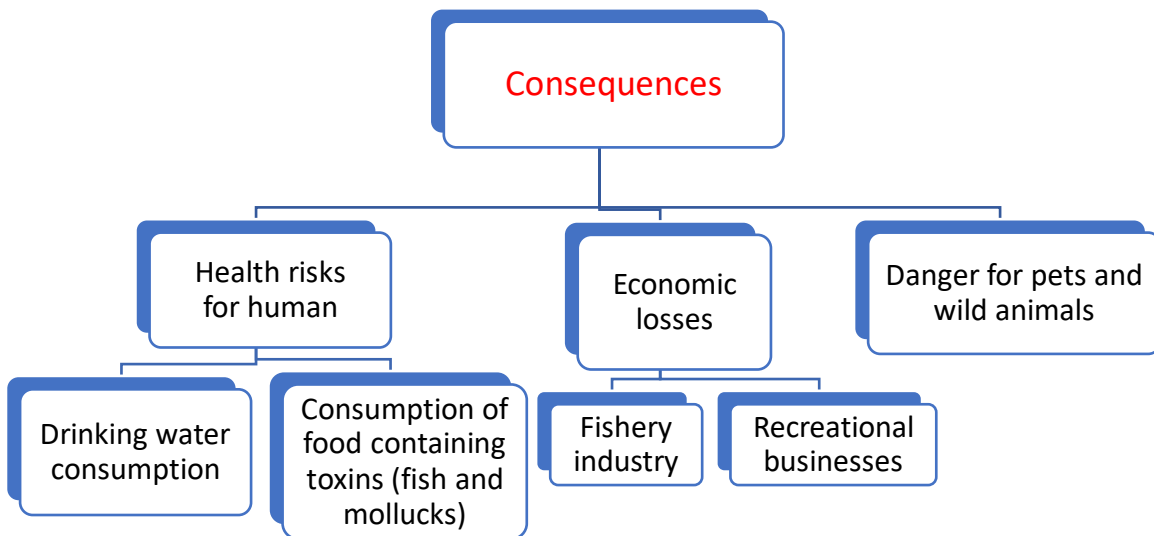 Consequences
Health risks
for human
Economic
losses
Danger for pets and
wild animals
Drinking water
consumption
Consumption of
food containing
toxins (fish and
mollucks)
Fishery
industry
Recreational
businesses